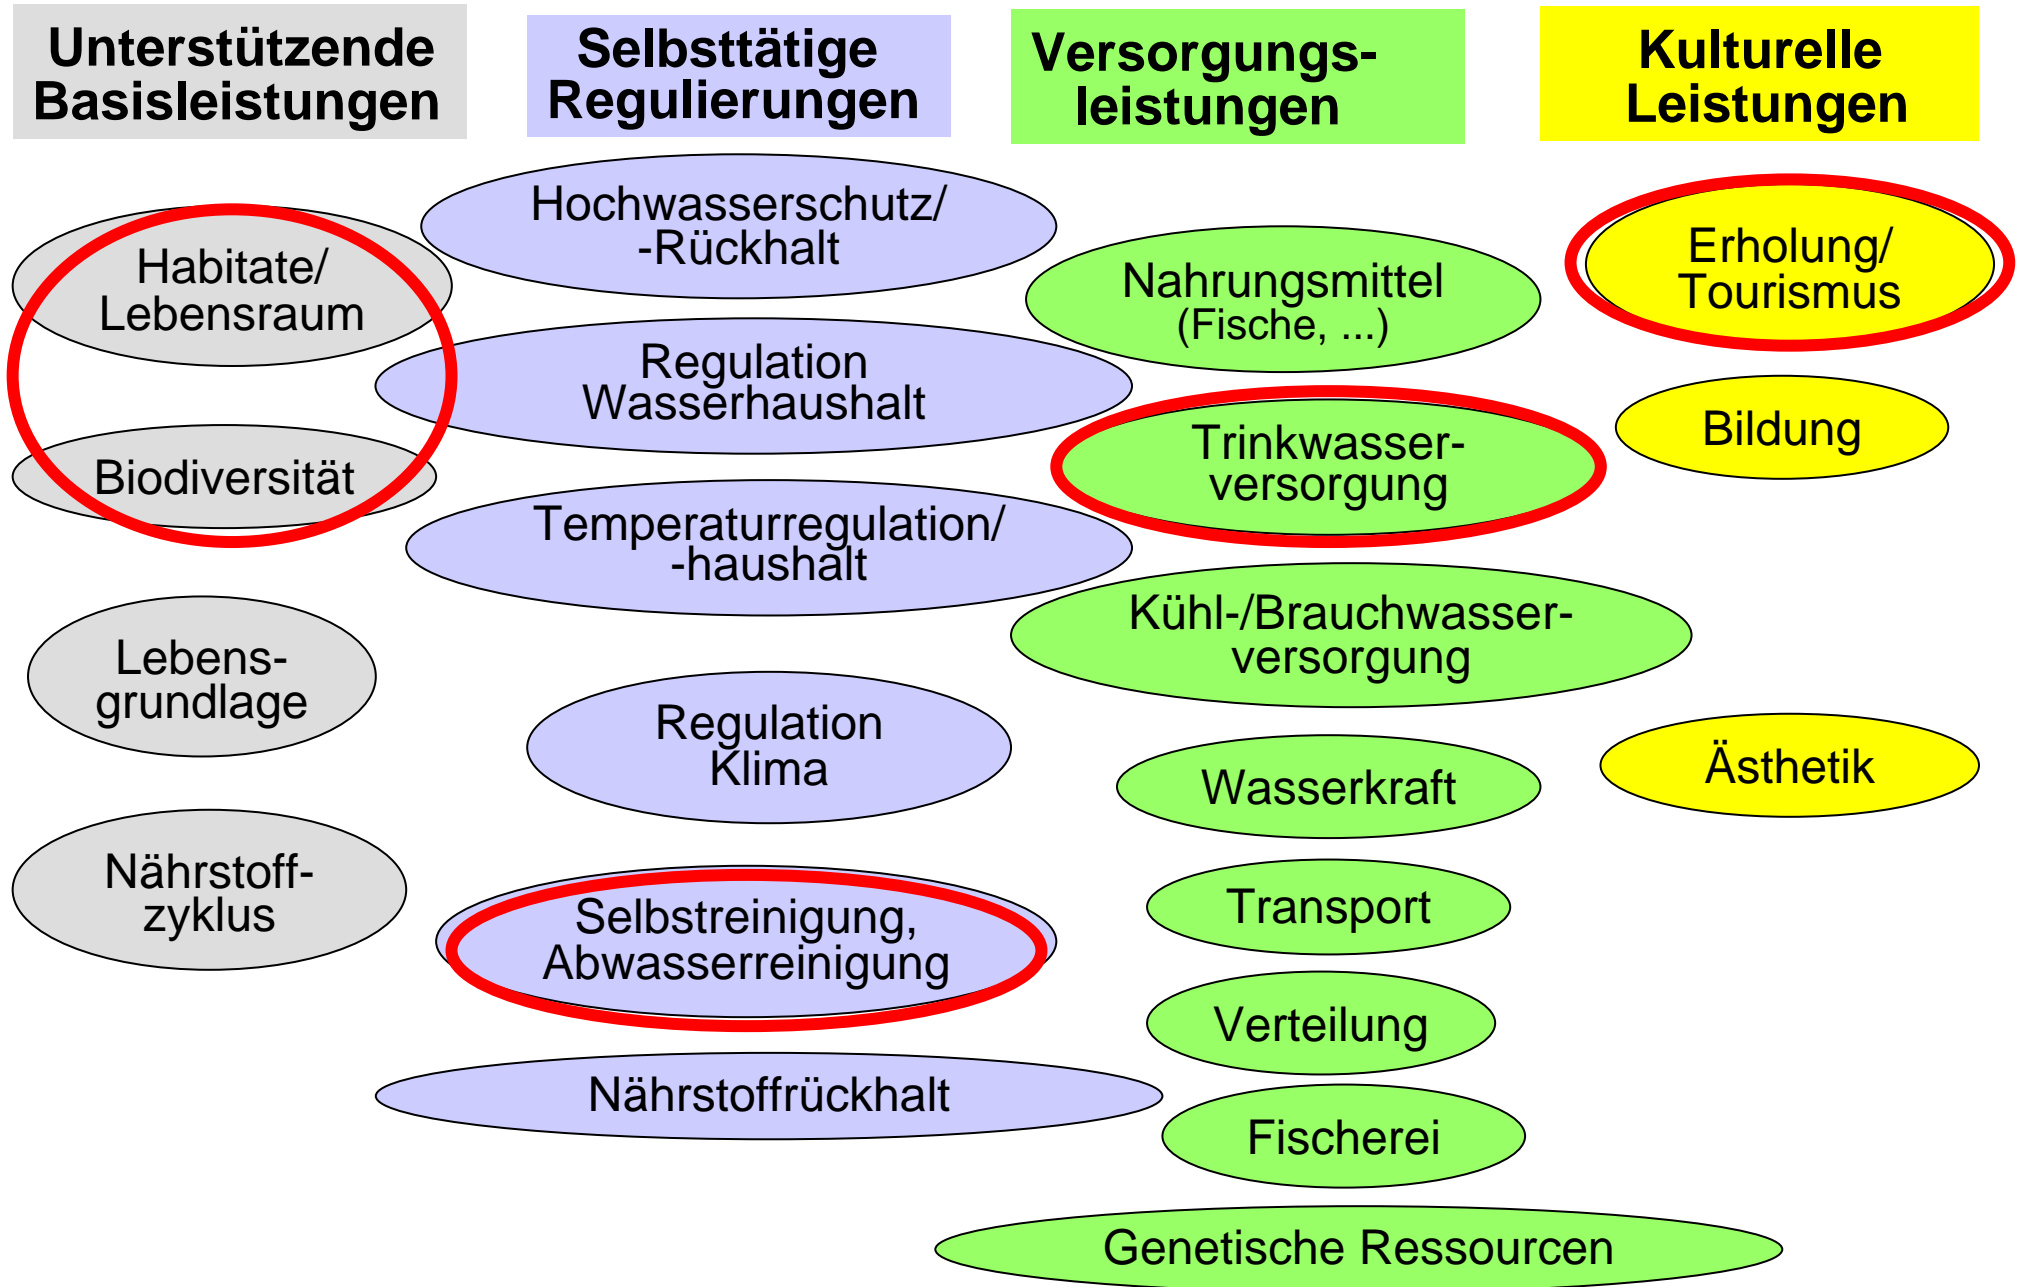 Unterstützende
Basisleistungen
Habitate/
Lebensraum
Biodiversität
Lebens-
grundlage
Nährstoff-
zyklus
Selbsttätige
Regulierungen
Hochwasserschutz/
-Rückhalt
Regulation
Wasserhaushalt
Temperaturregulation/
-haushalt
Regulation
Klima
Selbstreinigung,
Abwasserreinigung
Nährstoffrückhalt
Versorgungs-
leistungen
Nahrungsmittel
(Fische, ...)
Trinkwasser-
versorgung
Kühl-/Brauchwasser-
versorgung
Wasserkraft
Transport
Verteilung
Fischerei
Genetische Ressourcen
Kulturelle
Leistungen
Erholung/
Tourismus
Bildung
Ästhetik